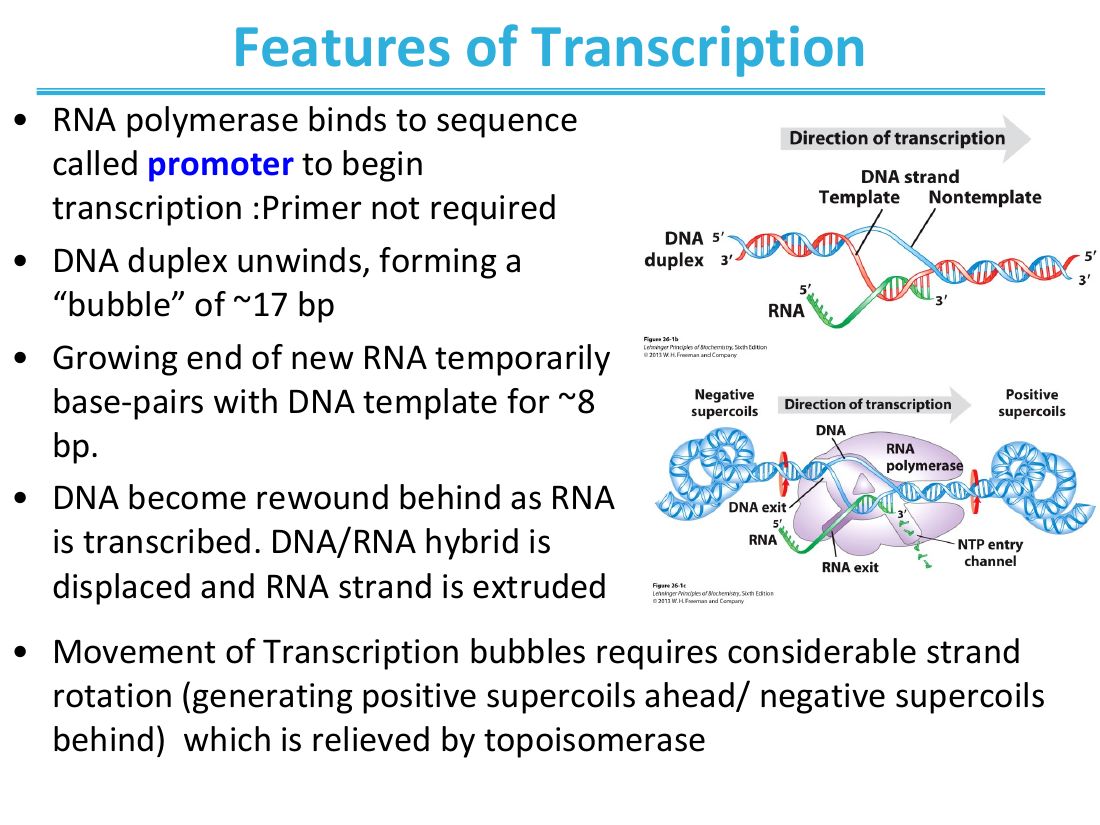 Features of Transcription
• RNA polymerase binds to sequence
called promoter to begin
transcription :Primer not required
• DNA duplex unwinds, forming a
“bubble” of ~17 bp
• Growing end of new RNA temporarily
base-pairs with DNA template for ~8
bp.
• DNA become rewound behind as RNA
is transcribed. DNA/RNA hybrid is
displaced and RNA strand is extruded
• Movement of Transcription bubbles requires considerable strand
rotation (generating positive supercoils ahead/ negative supercoils
behind)  which is relieved by topoisomerase
Direction of transcription
DNA strand
Template Nontemplate
DNA
duplex
5′
3′
5′
3′
5′
RNA
3′
Figure 26-1b
Lehninger Principles of Biochemistry, Sixth Edition
© 2013 W. H. Freeman and Company
Negative
supercoils
Direction of transcription
Positive
supercoils
DNA
RNA
polymerase
DNA exit
5′
RNA
3′
RNA exit
NTP entry
channel
Figure 26-1c
Lehninger Principles of Biochemistry, Sixth Edition
© 2013 W. H. Freeman and Company